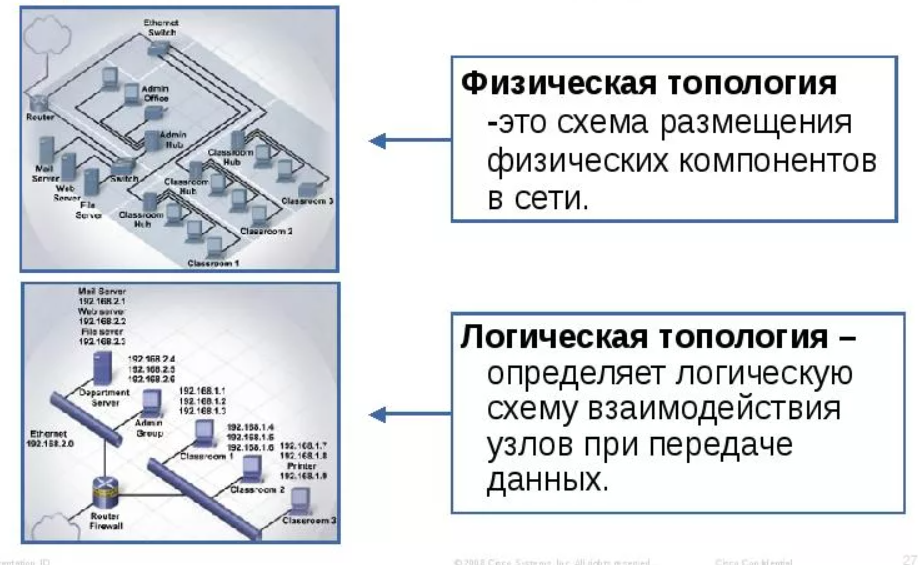 Ethernet
Switch
Admin
Office
Router
Admin
Hub
Classroom
Hub
Mail
Server
Switch
Classroom
Hub
Web
Server
File
Server
Classroom
Hub
Classroom 3
Classroom 2
Classroom 1
Физическая топология
-это схема размещения
физических компонентов
в сети.
Mail Server
192.168.2.1
Web server
192.168.2.2
File sever
192.168.2.3
192.168.2.4
192.168.2.5
192.168.2.6
Department
Server
192.168.1.1
192.168.1.2
192.168.1.3
Admin
Group
Ethernet
192.168.2.0
192.168.1.4
192.168.1.5
192.168.1.6
Classroom 1
192.168.1.7
192.168.1.8
Printer
192.168.1.9
Classroom 2
Classroom 3
Router
Firewall
Логическая топология –
определяет логическую
схему взаимодействия
узлов при передаче
данных.
© 2008 Cisco Systems, Inc. All rights reserved.
Cisco Confidential
27